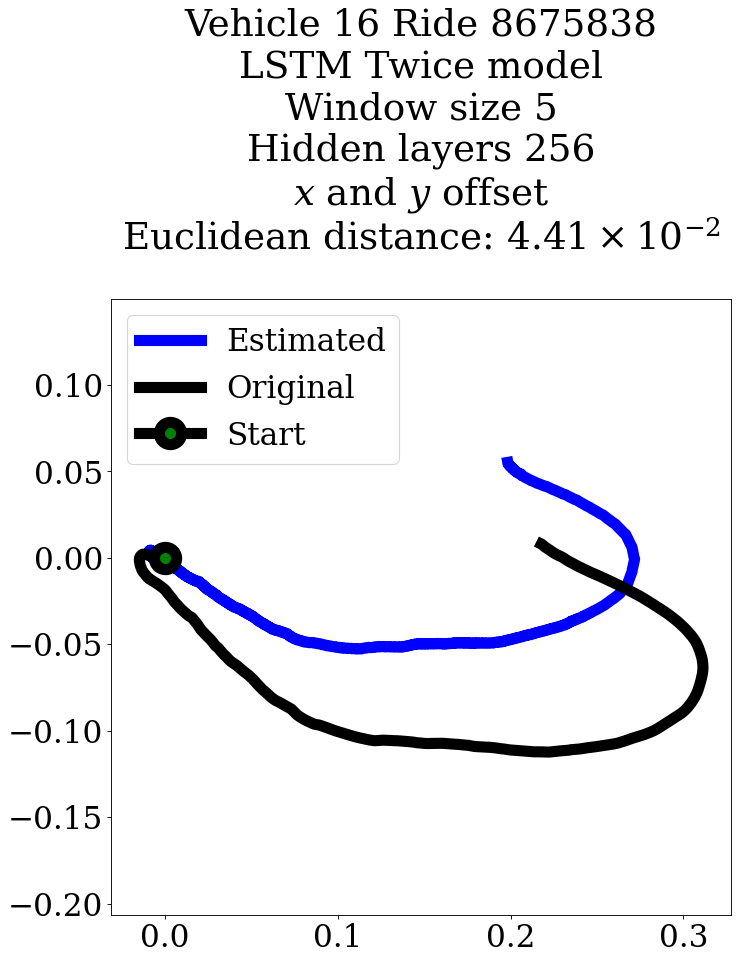 Vehicle 16 Ride 8675838
LSTM Twice model
Window size 5
Hidden layers 256
x and y offset
Euclidean distance: 4.41 × 10⁻²
Estimated
Original
Start
0.10
0.05
0.00
−0.05
−0.10
−0.15
−0.20
0.0 0.1 0.2 0.3